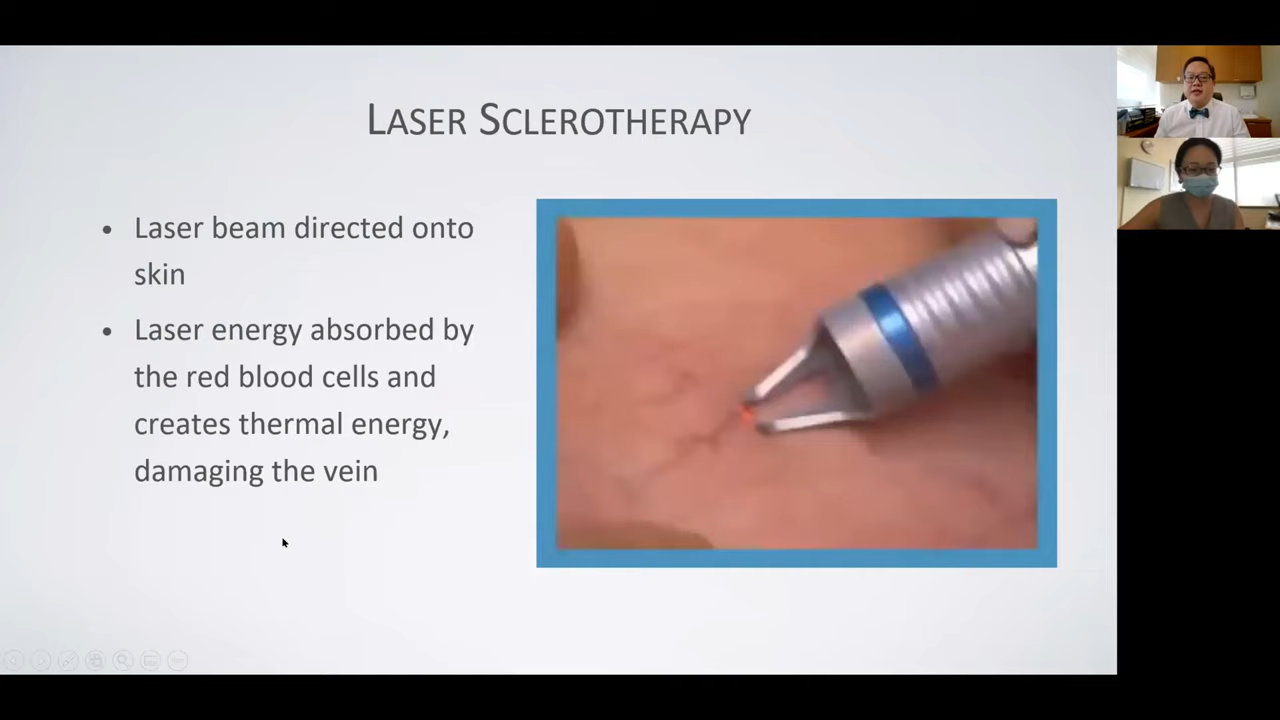 LASER SCLEROTHERAPY
• Laser beam directed onto
skin
• Laser energy absorbed by
the red blood cells and
creates thermal energy,
damaging the vein